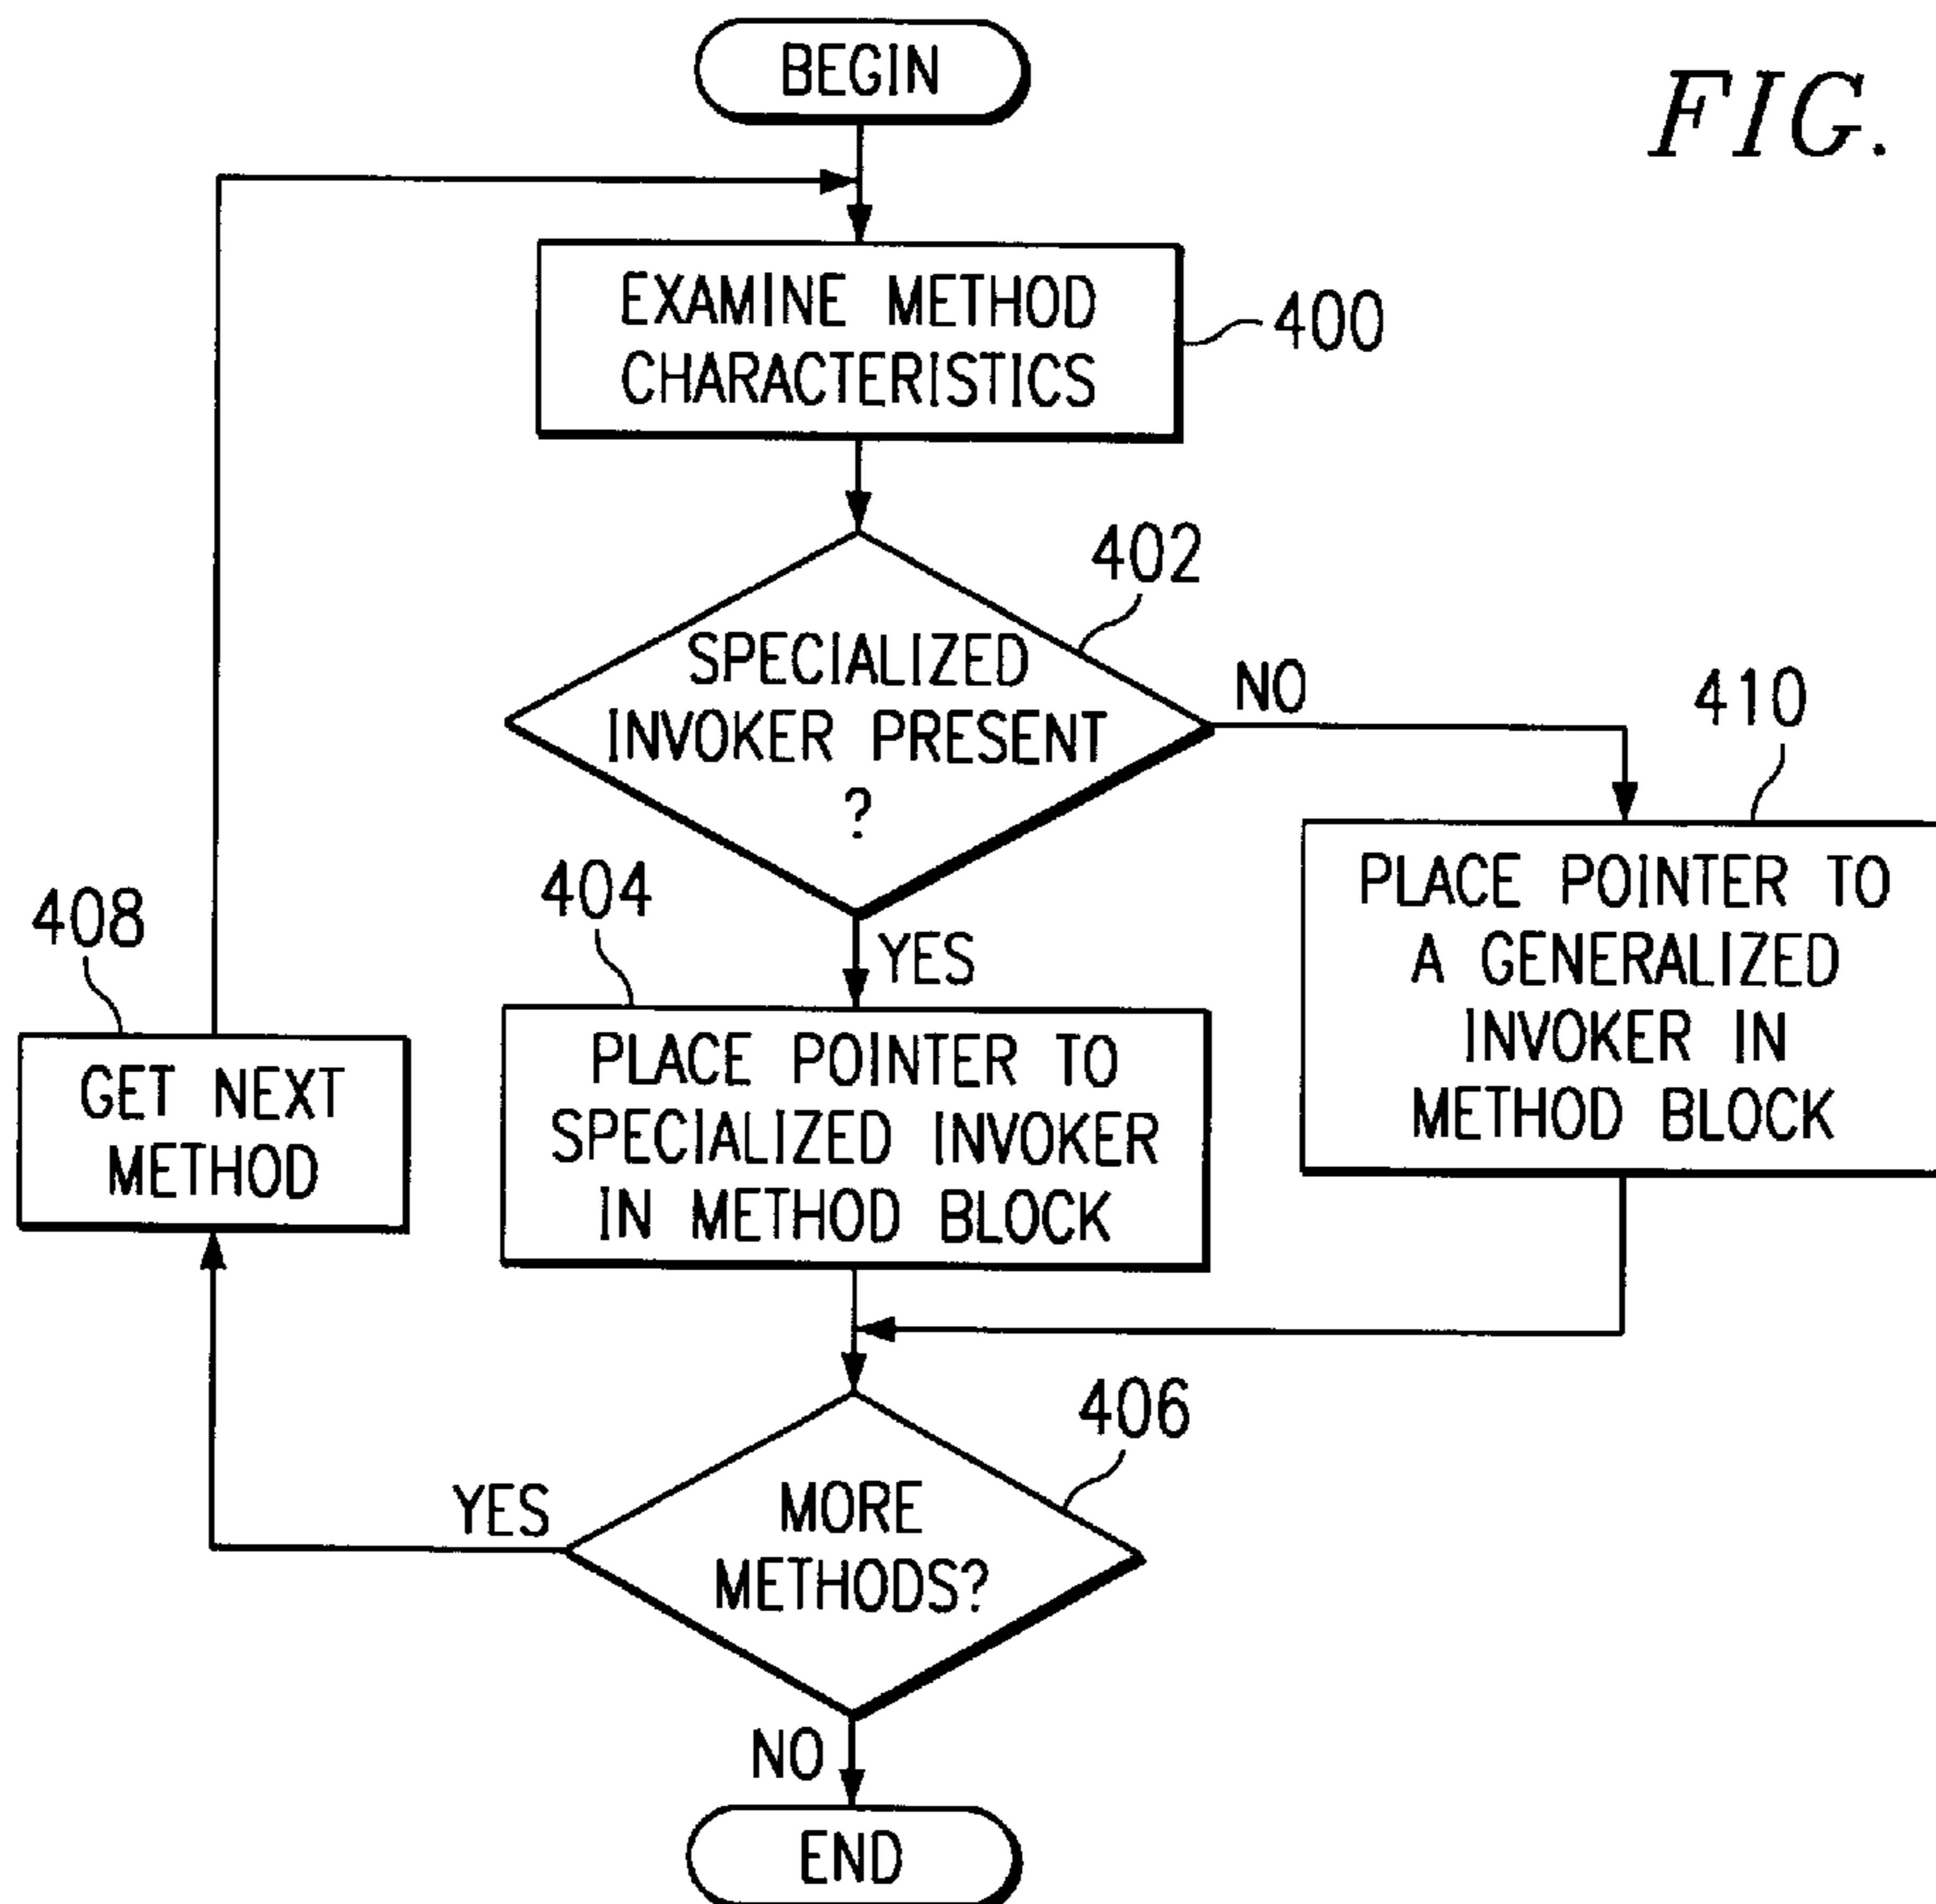 BEGIN
FIG.
EXAMINE METHOD
CHARACTERISTICS
400
402
SPECIALIZED
INVOKER PRESENT
?
NO
410
PLACE POINTER TO
A GENERALIZED
INVOKER IN
METHOD BLOCK
YES
404
PLACE POINTER TO
SPECIALIZED INVOKER
IN METHOD BLOCK
408
GET NEXT
METHOD
406
MORE
METHODS?
YES
NO
END